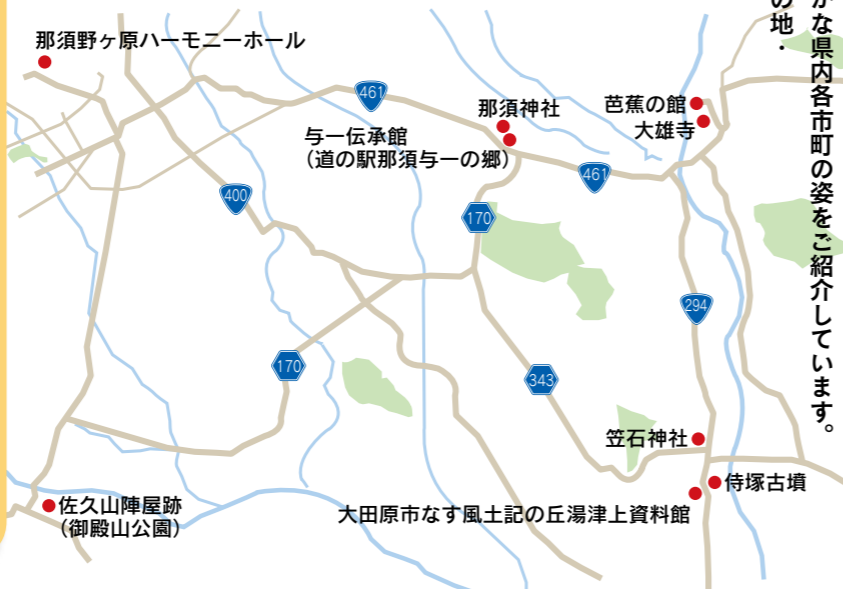 かな県内各市町の姿をご紹介しています。
の地・
那須野ヶ原ハーモニーホール
461
那須神社
芭蕉の館
大雄寺
与一伝承館
（道の駅那須与一の郷）
461
400
170
294
170
343
笠石神社
侍塚古墳
佐久山陣屋跡
（御殿山公園）
大田原市なす風土記の丘湯津上資料館